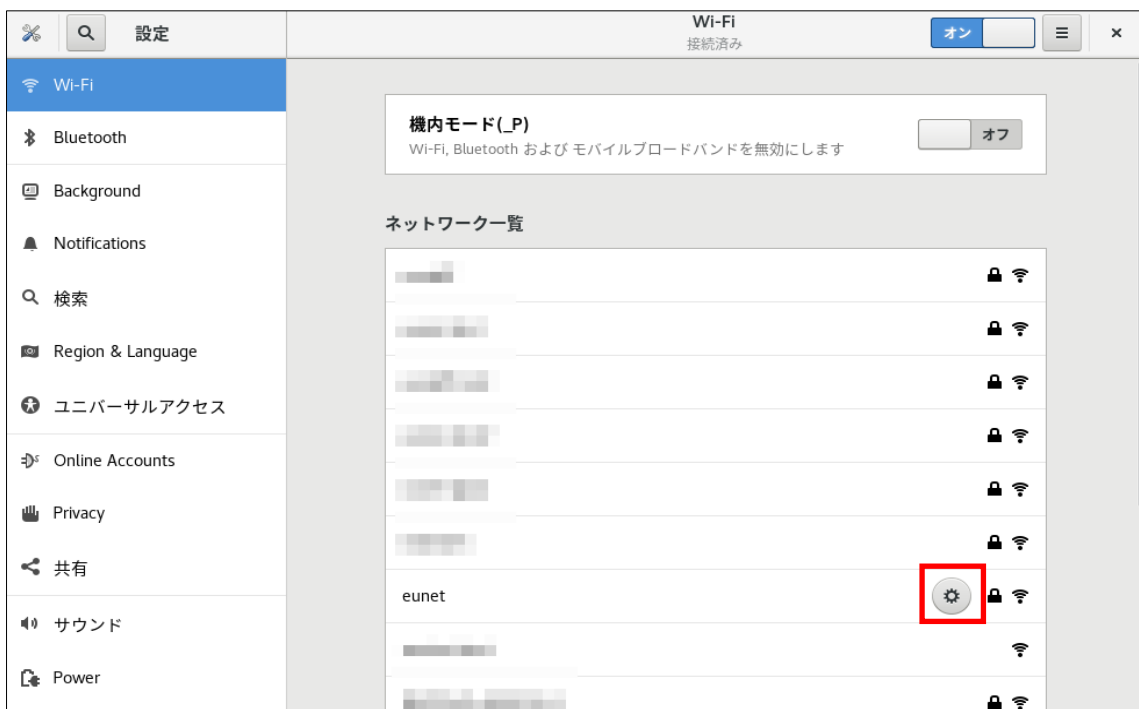 設定
Wi-Fi
接続済み
オン
Wi-Fi
Bluetooth
Background
Notifications
検索
Region & Language
ユニバーサルアクセス
Online Accounts
Privacy
共有
サウンド
Power
機内モード(_P)
Wi-Fi, Bluetooth および モバイルブロードバンドを無効にします
オフ
ネットワーク一覧
eunet